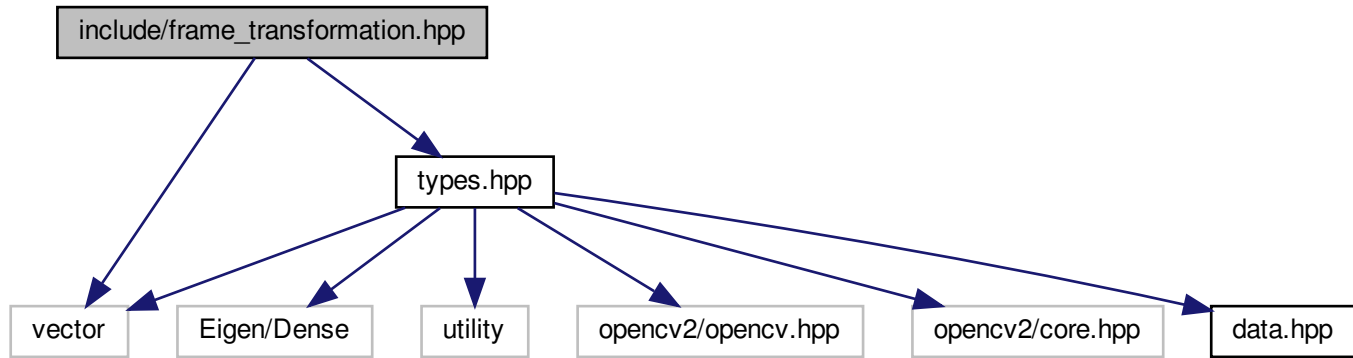 include/frame_transformation.hpp
types.hpp
vector
Eigen/Dense
utility
opencv2/opencv.hpp
opencv2/core.hpp
data.hpp